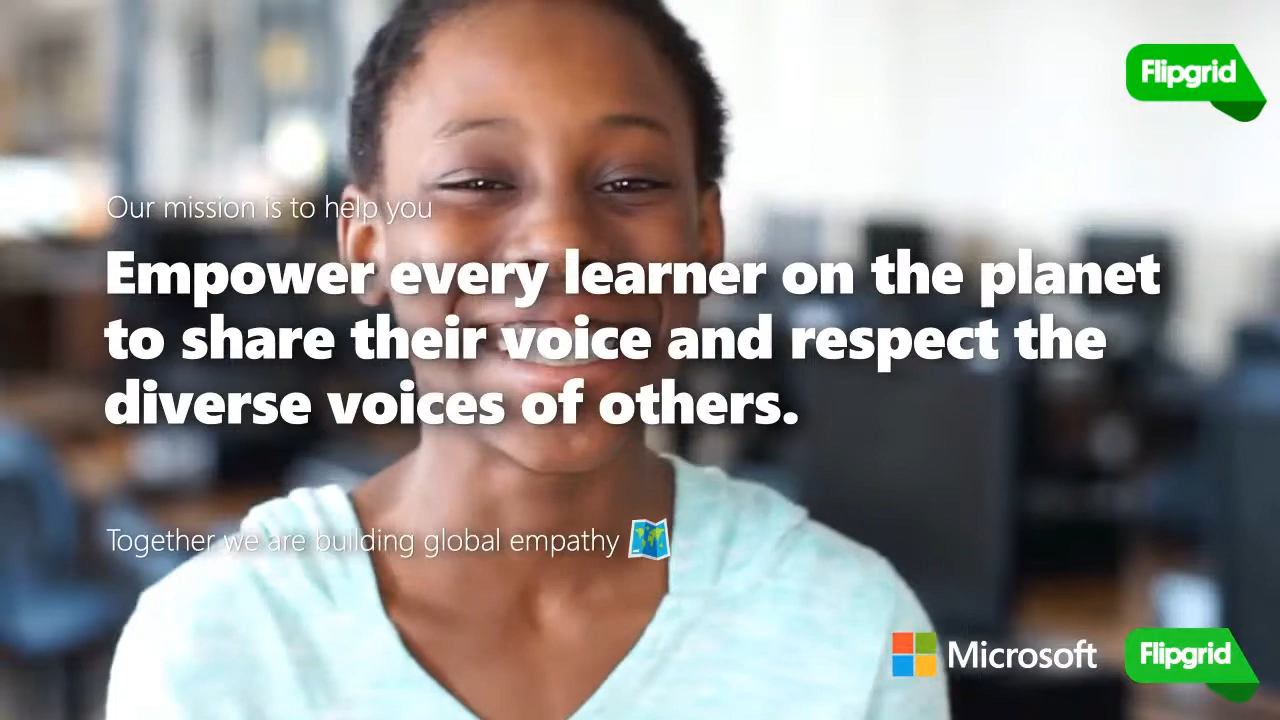 Flipgrid
Our mission is to help you
Empower every learner on the planet
to share their voice and respect the
diverse voices of others.
Together we are building global empathy
Microsoft
Flipgrid